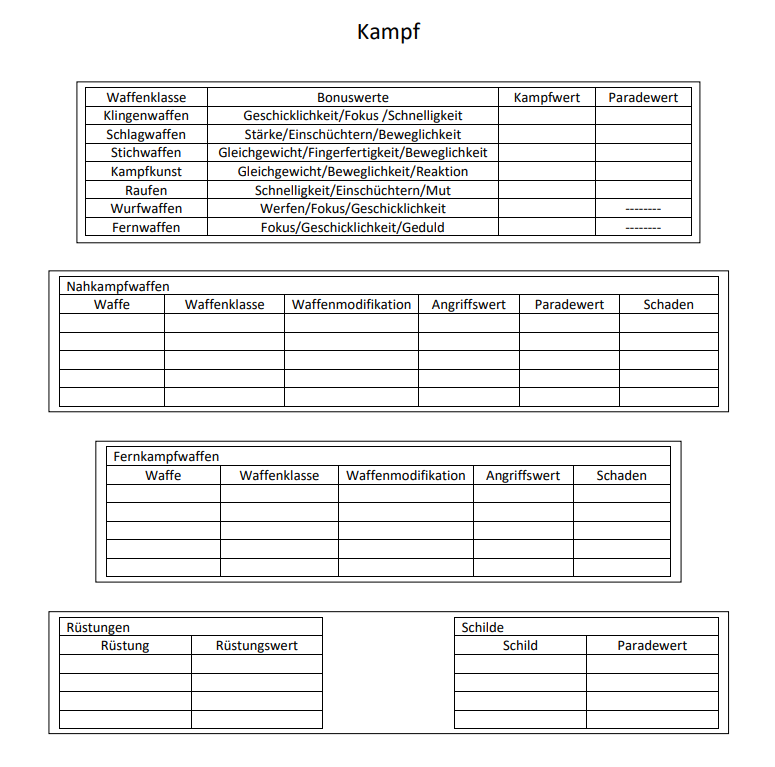 Kampf
Waffenklasse Bonuswerte Kampfwert Paradewert
Klingenwaffen Geschicklichkeit/Fokus /Schnelligkeit
Schlagwaffen Stärke/Einschüchtern/Beweglichkeit
Stichwaffen Gleichgewicht/Fingerfertigkeit/Beweglichkeit
Kampfkunst Gleichgewicht/Beweglichkeit/Reaktion
Raufen Schnelligkeit/Einschüchtern/Mut
Wurfwaffen Werfen/Fokus/Geschicklichkeit --------
Fernwaffen Fokus/Geschicklichkeit/Geduld --------
Nahkampfwaffen
Waffe Waffenklasse Waffenmodifikation Angriffswert Paradewert Schaden
Fernkampfwaffen
Waffe Waffenklasse Waffenmodifikation Angriffswert Schaden
Rüstungen
Rüstung Rüstungswert
Schilde
Schild Paradewert